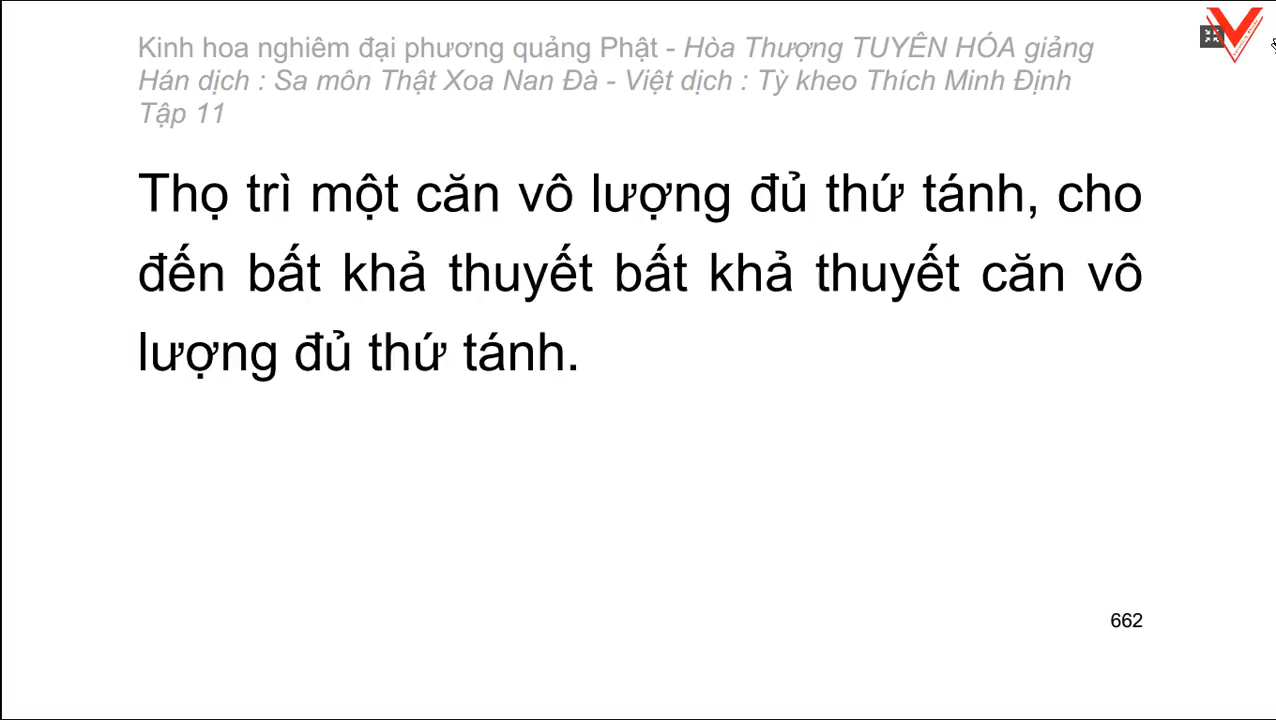 Kinh hoa nghiêm đại phương quảng Phật - Hòa Thượng TUYÊN HÓA giảng
Hán dịch : Sa môn Thật Xoa Nan Đà - Việt dịch : Tỳ kheo Thích Minh Định
Tập 11
Thọ trì một căn vô lượng đủ thứ tánh, cho
đến bất khả thuyết bất khả thuyết căn vô
lượng đủ thứ tánh.
662